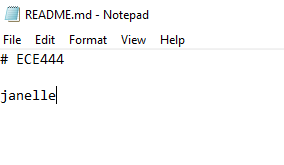 README.md - Notepad
File Edit Format View Help
# ECE444
janelle